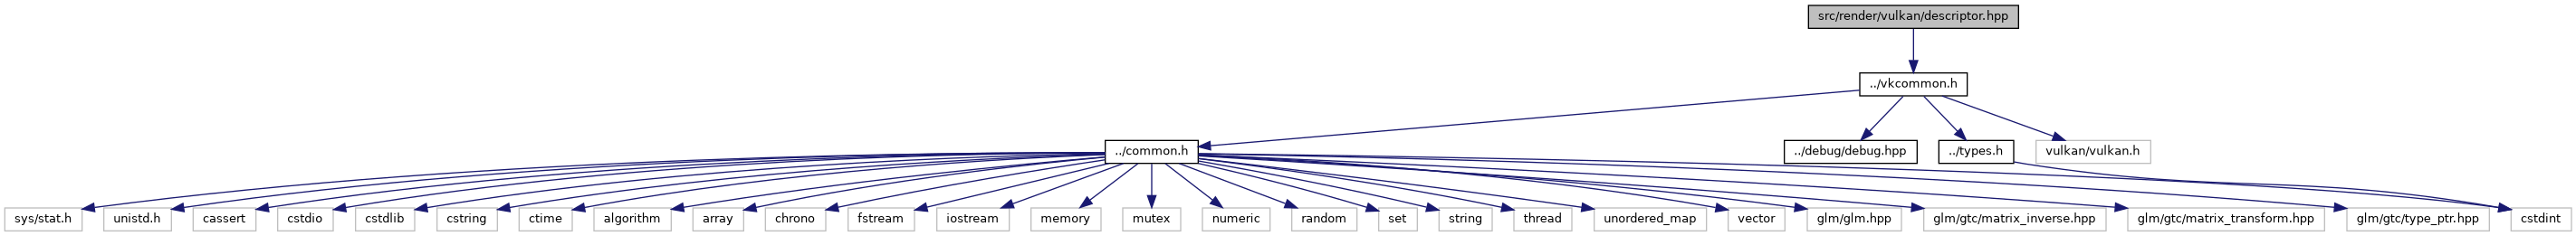 src/render/vulkan/descriptor.hpp
../vkcommon.h
../common.h
../debug/debug.hpp
../types.h
vulkan/vulkan.h
sys/stat.h
unistd.h
cassert
cstdio
cstdlib
cstring
ctime
algorithm
array
chrono
fstream
iostream
memory
mutex
numeric
random
set
string
thread
unordered_map
vector
glm/glm.hpp
glm/gtc/matrix_inverse.hpp
glm/gtc/matrix_transform.hpp
glm/gtc/type_ptr.hpp
cstdint